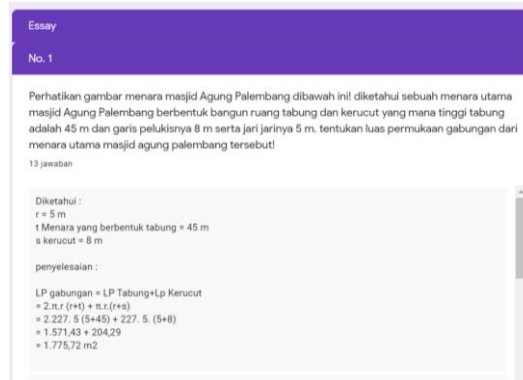 Essay
No. 1
Perhatikan gambar menara masjid Agung Palembang dibawah ini! diketahui sebuah menara utama
masjid Agung Palembang berbentuk bangun ruang tabung dan kerucut yang mana tinggi tabung
adalah 45 m dan garis pelukisnya 8 m serta jari jarinya 5 m. tentukan luas permukaan gabungan dari
menara utama masjid agung palembang tersebut!
13 jawaban
Diketahui :
r = 5 m
t Menara yang berbentuk tabung = 45 m
s kerucut = 8 m
penyelesaian :
LP gabungan = LP Tabung+Lp Kerucut
= 2.π.r (r+t) + π.r.(r+s)
= 2.227. 5 (5+45) + 227. 5. (5+8)
= 1.571,43 + 204,29
= 1.775,72 m2